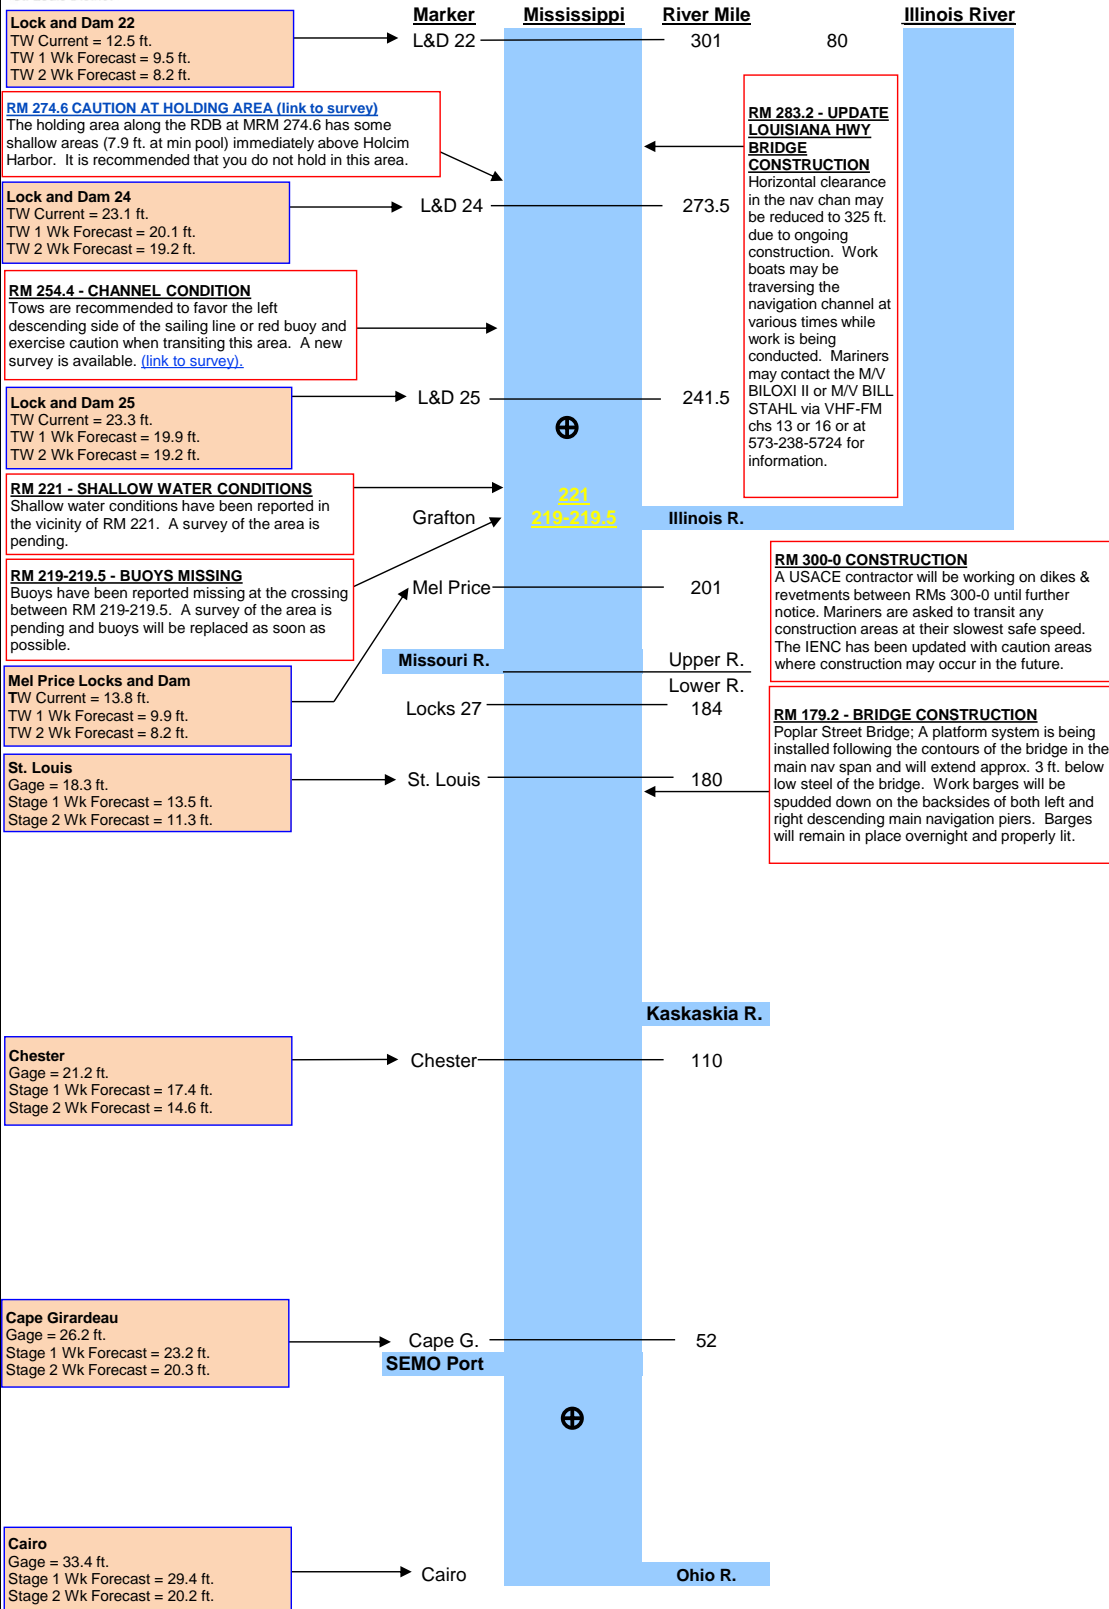 Marker
Mississippi
River Mile
Illinois River
Lock and Dam 22
TW Current = 12.5 ft.
TW 1 Wk Forecast = 9.5 ft.
TW 2 Wk Forecast = 8.2 ft.
L&D 22
301
80
RM 274.6 CAUTION AT HOLDING AREA (link to survey)
The holding area along the RDB at MRM 274.6 has some
shallow areas (7.9 ft. at min pool) immediately above Holcim
Harbor. It is recommended that you do not hold in this area.
RM 283.2 - UPDATE
LOUISIANA HWY
BRIDGE
CONSTRUCTION
Horizontal clearance
in the nav chan may
be reduced to 325 ft.
due to ongoing
construction. Work
boats may be
traversing the
navigation channel at
various times while
work is being
conducted. Mariners
may contact the M/V
BILOXI II or M/V BILL
STAHL via VHF-FM
chs 13 or 16 or at
573-238-5724 for
information.
Lock and Dam 24
TW Current = 23.1 ft.
TW 1 Wk Forecast = 20.1 ft.
TW 2 Wk Forecast = 19.2 ft.
L&D 24
273.5
RM 254.4 - CHANNEL CONDITION
Tows are recommended to favor the left
descending side of the sailing line or red buoy and
exercise caution when transiting this area. A new
survey is available. (link to survey).
Lock and Dam 25
TW Current = 23.3 ft.
TW 1 Wk Forecast = 19.9 ft.
TW 2 Wk Forecast = 19.2 ft.
L&D 25
241.5
RM 221 - SHALLOW WATER CONDITIONS
Shallow water conditions have been reported in
the vicinity of RM 221. A survey of the area is
pending.
221
219-219.5
Grafton
Illinois R.
RM 219-219.5 - BUOYS MISSING
Buoys have been reported missing at the crossing
between RM 219-219.5. A survey of the area is
pending and buoys will be replaced as soon as
possible.
Mel Price
201
RM 300-0 CONSTRUCTION
A USACE contractor will be working on dikes &
revetments between RMs 300-0 until further
notice. Mariners are asked to transit any
construction areas at their slowest safe speed.
The IENC has been updated with caution areas
where construction may occur in the future.
Missouri R.
Upper R.
Lower R.
Mel Price Locks and Dam
TW Current = 13.8 ft.
TW 1 Wk Forecast = 9.9 ft.
TW 2 Wk Forecast = 8.2 ft.
Locks 27
184
RM 179.2 - BRIDGE CONSTRUCTION
Poplar Street Bridge; A platform system is being
installed following the contours of the bridge in the
main nav span and will extend approx. 3 ft. below
low steel of the bridge. Work barges will be
spudded down on the backsides of both left and
right descending main navigation piers. Barges
will remain in place overnight and properly lit.
St. Louis
Gage = 18.3 ft.
Stage 1 Wk Forecast = 13.5 ft.
Stage 2 Wk Forecast = 11.3 ft.
St. Louis
180
Kaskaskia R.
Chester
Gage = 21.2 ft.
Stage 1 Wk Forecast = 17.4 ft.
Stage 2 Wk Forecast = 14.6 ft.
Chester
110
Cape Girardeau
Gage = 26.2 ft.
Stage 1 Wk Forecast = 23.2 ft.
Stage 2 Wk Forecast = 20.3 ft.
Cape G.
52
SEMO Port
Cairo
Gage = 33.4 ft.
Stage 1 Wk Forecast = 29.4 ft.
Stage 2 Wk Forecast = 20.2 ft.
Cairo
Ohio R.